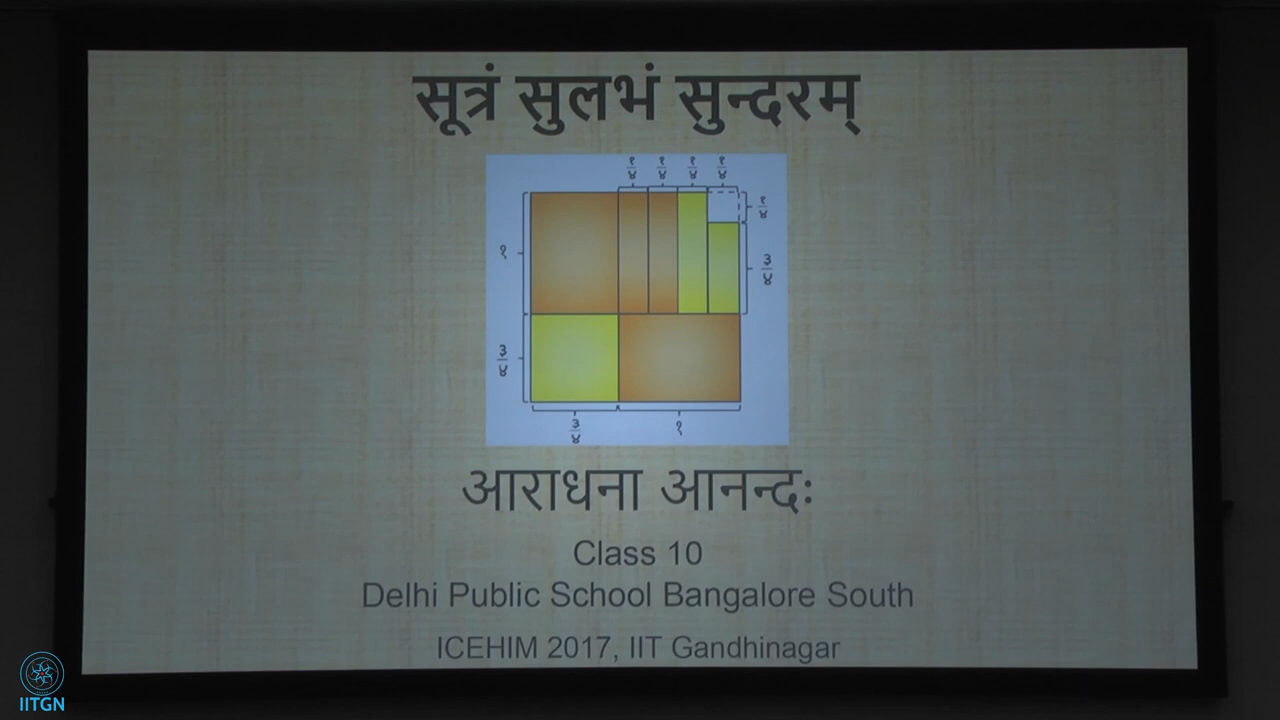 सूत्रं सुलभं सुन्दरम्
१/४ १/४ १/४ १/४
१/४
१
३/४
३/४
३/४
१
आराधना आनन्दः
Class 10
Delhi Public School Bangalore South
ICEHIM 2017, IIT Gandhinagar
IITGN